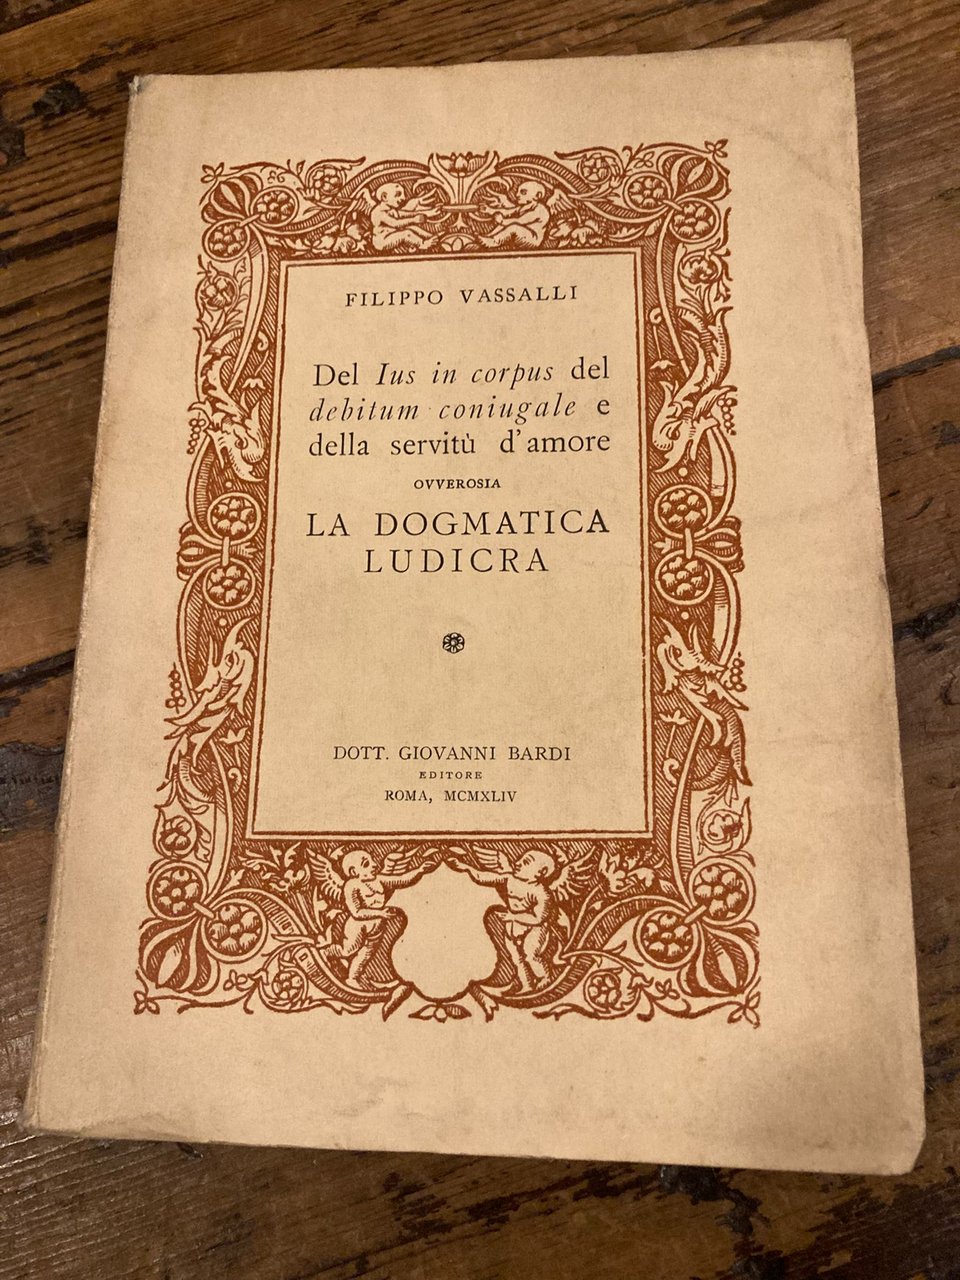 FILIPPO VASSALLI
Del Ius in corpus del
debitum coniugale e
della servitù d'amore
OVVEROSIA
LA DOGMATICA
LUDICRA
DOTT. GIOVANNI BARDI
EDITORE
ROMA, MCMXLIV